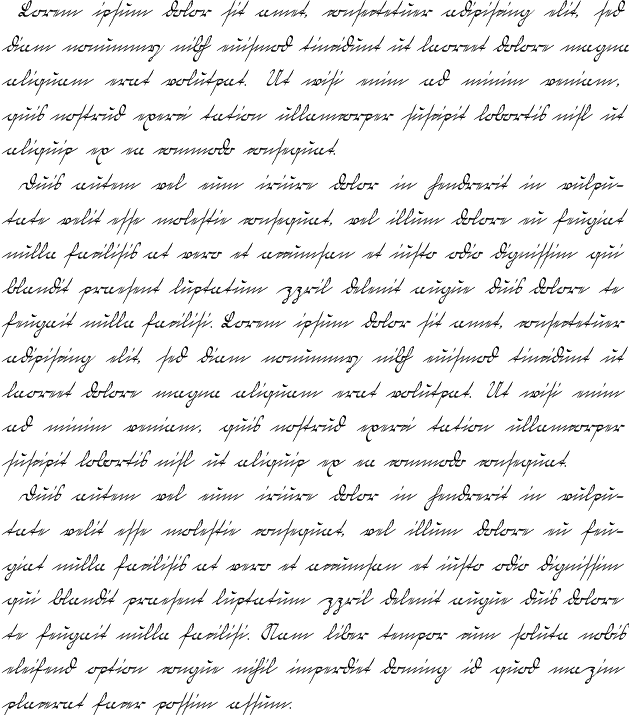 Lorem ipsum dolor sit amet, consectetuer adipiscing elit, sed
diam nonummy nibh euismod tincidunt ut laoreet dolore magna
aliquam erat volutpat. Ut wisi enim ad minim veniam,
quis nostrud exerci tation ullamcorper suscipit lobortis nisl ut
aliquip ex ea commodo consequat.
Duis autem vel eum iriure dolor in hendrerit in vulpu-
tate velit esse molestie consequat, vel illum dolore eu feugiat
nulla facilisis at vero et accumsan et iusto odio dignissim qui
blandit praesent luptatum zzril delenit augue duis dolore te
feugait nulla facilisi. Lorem ipsum dolor sit amet, consectetuer
adipiscing elit, sed diam nonummy nibh euismod tincidunt ut
laoreet dolore magna aliquam erat volutpat. Ut wisi enim
ad minim veniam, quis nostrud exerci tation ullamcorper
suscipit lobortis nisl ut aliquip ex ea commodo consequat.
Duis autem vel eum iriure dolor in hendrerit in vulpu-
tate velit esse molestie consequat, vel illum dolore eu feu-
giat nulla facilisis at vero et accumsan et iusto odio dignissim
qui blandit praesent luptatum zzril delenit augue duis dolore
te feugait nulla facilisi. Nam liber tempor cum soluta nobis
eleifend option congue nihil imperdiet doming id quod mazim
placerat facer possim assum.